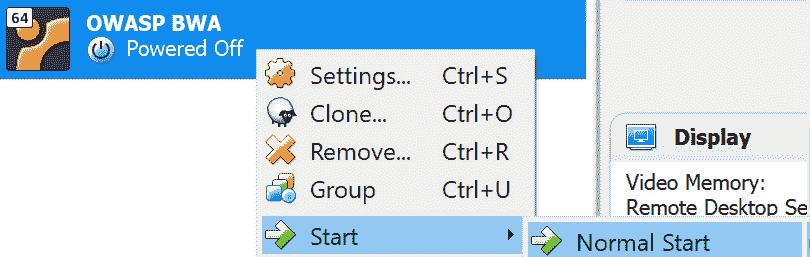 64
OWASP BWA
Powered Off
Settings... Ctrl+S
Clone... Ctrl+O
Remove... Ctrl+R
Group Ctrl+U
Start
Normal Start
Display
Video Memory:
Remote Desktop Se